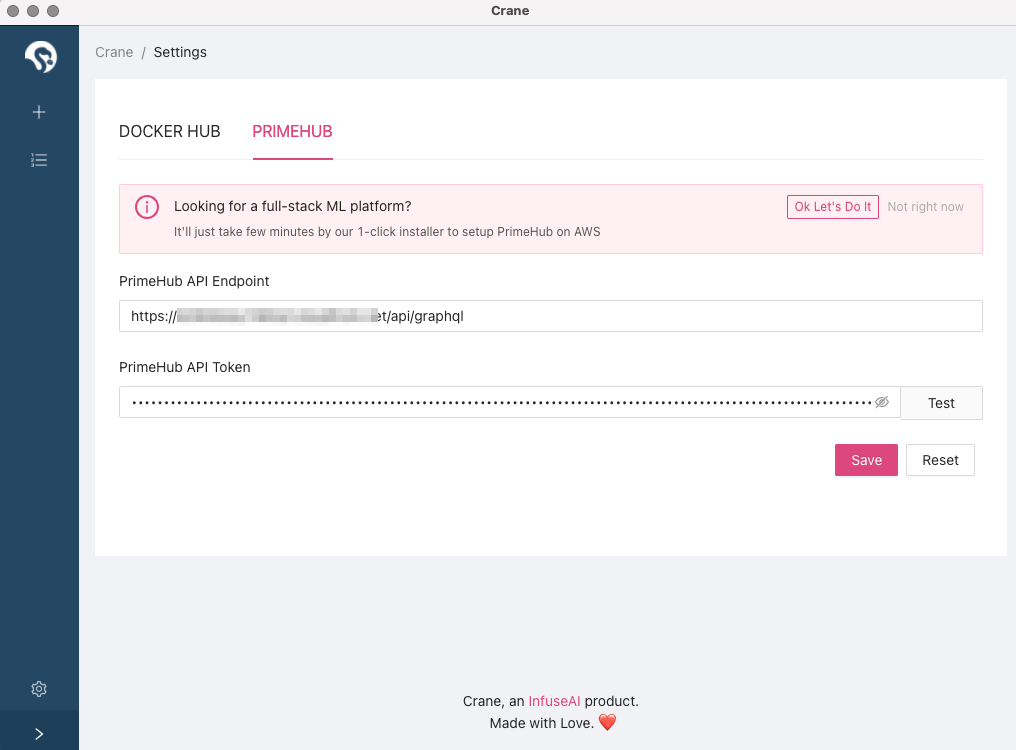 Crane
Crane / Settings
DOCKER HUB PRIMEHUB
Looking for a full-stack ML platform?
Ok Let's Do It Not right now
It'll just take few minutes by our 1-click installer to setup PrimeHub on AWS
PrimeHub API Endpoint
https:// et/api/graphql
PrimeHub API Token
Test
Save Reset
Crane, an InfuseAI product.
Made with Love. ❤️